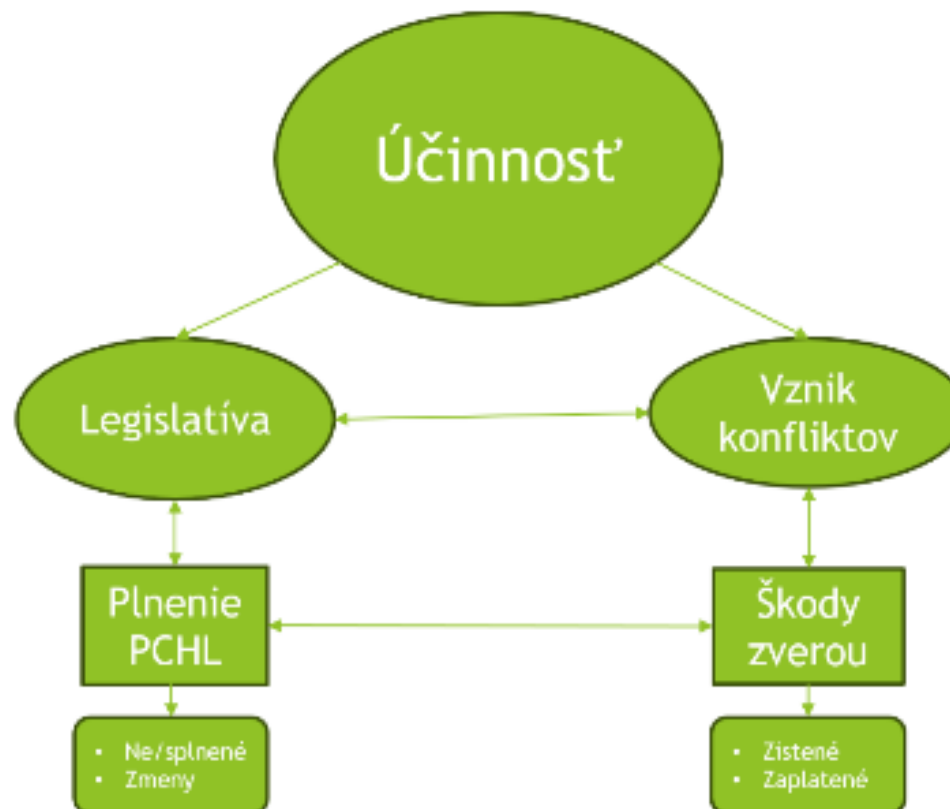 Účinnosť
Legislatíva
Vznik
konfliktov
Plnenie
PCHL
Škody
zverou
• Ne/splnené
• Zmeny
• Zistené
• Zaplatené